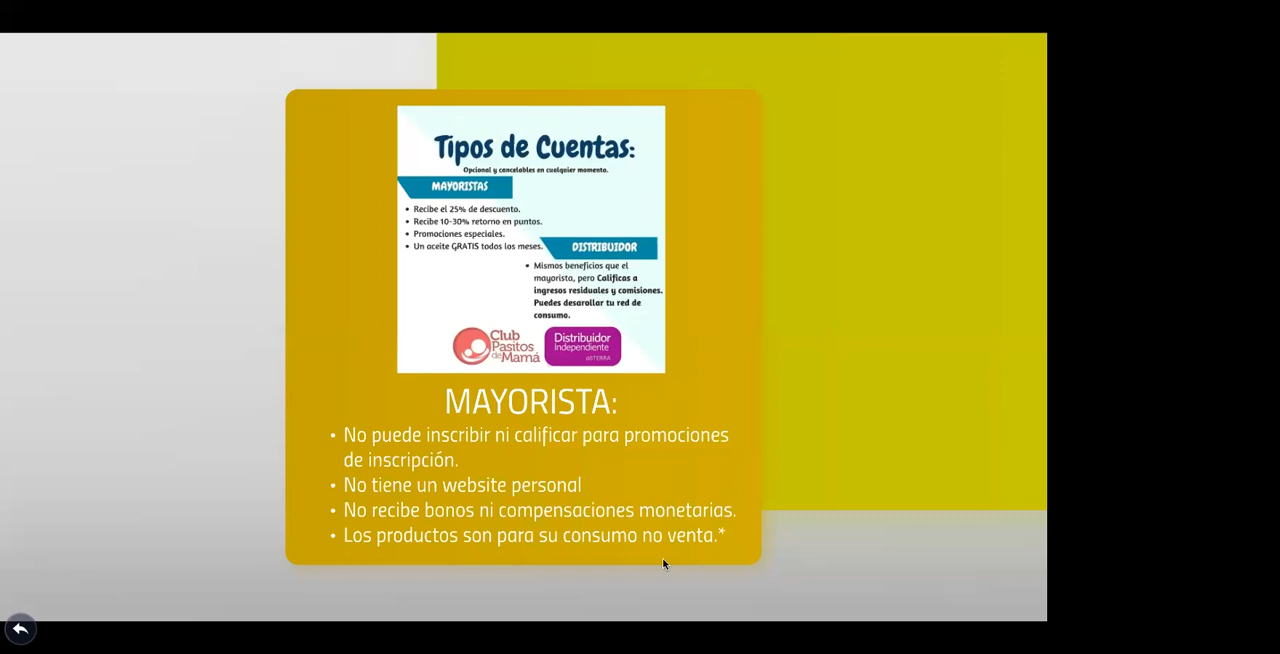 Tipos de Cuentas:
Opcional y cancelables en cualquier momento.
MAYORISTAS
• Recibe el 25% de descuento.
• Recibe 10-30% retorno en puntos.
• Promociones especiales.
• Un aceite GRATIS todos los meses.
DISTRIBUIDOR
• Mismos beneficios que el
mayorista, pero Calificas a
ingresos residuales y comisiones.
Puedes desarollar tu red de
consumo.
Club
Pasitos
de Mamá
Distribuidor
Independiente
dōTERRA
MAYORISTA:
• No puede inscribir ni calificar para promociones
de inscripción.
• No tiene un website personal
• No recibe bonos ni compensaciones monetarias.
• Los productos son para su consumo no venta.*